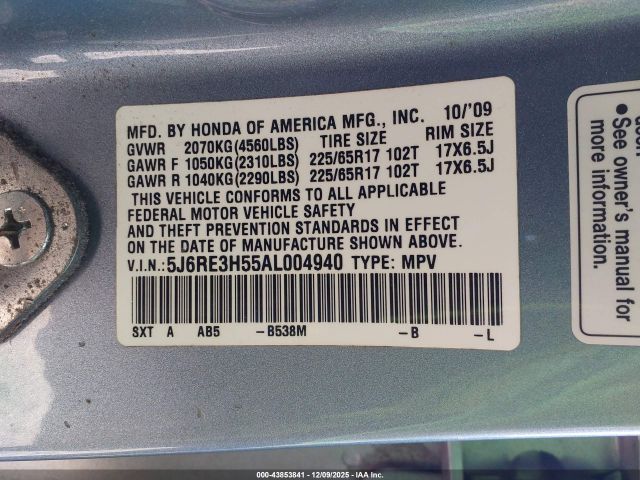 MFD. BY HONDA OF AMERICA MFG., INC. 10/'09
GVWR 2070KG(4560LBS) TIRE SIZE RIM SIZE
GAWR F 1050KG(2310LBS) 225/65R17 102T 17X6.5J
GAWR R 1040KG(2290LBS) 225/65R17 102T 17X6.5J
THIS VEHICLE CONFORMS TO ALL APPLICABLE
FEDERAL MOTOR VEHICLE SAFETY
AND THEFT PREVENTION STANDARDS IN EFFECT
ON THE DATE OF MANUFACTURE SHOWN ABOVE.
V.I.N.: 5J6RE3H55AL004940 TYPE: MPV
SXT A AB5 -B538M -B -L
• See owner's manual for
000-43853841 12/09/2025 IAA Inc.